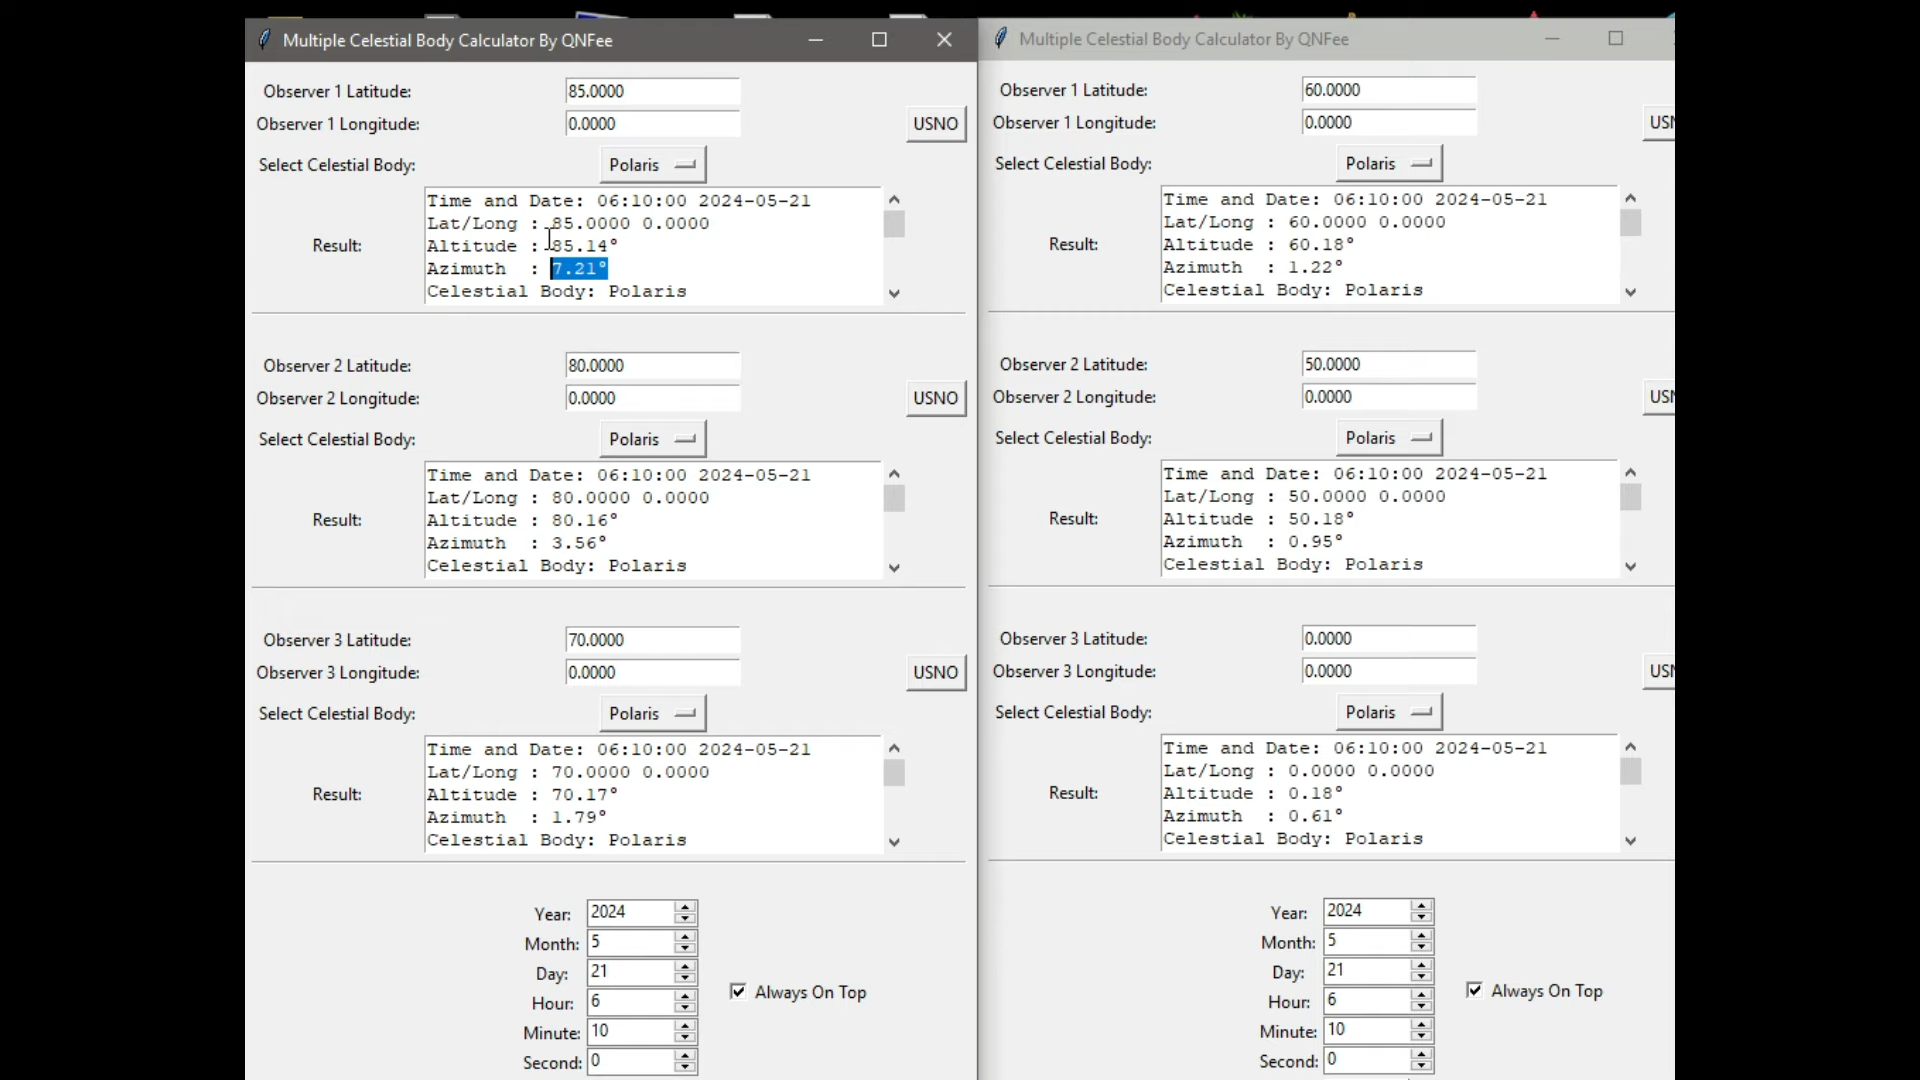 Multiple Celestial Body Calculator By QNFee
Observer 1 Latitude: 85.0000
Observer 1 Longitude: 0.0000
USNO
Select Celestial Body: Polaris
Result:
Time and Date: 06:10:00 2024-05-21
Lat/Long : 85.0000 0.0000
Altitude : 85.14°
Azimuth : 7.21°
Celestial Body: Polaris
Observer 2 Latitude: 80.0000
Observer 2 Longitude: 0.0000
USNO
Select Celestial Body: Polaris
Result:
Time and Date: 06:10:00 2024-05-21
Lat/Long : 80.0000 0.0000
Altitude : 80.16°
Azimuth : 3.56°
Celestial Body: Polaris
Observer 3 Latitude: 70.0000
Observer 3 Longitude: 0.0000
USNO
Select Celestial Body: Polaris
Result:
Time and Date: 06:10:00 2024-05-21
Lat/Long : 70.0000 0.0000
Altitude : 70.17°
Azimuth : 1.79°
Celestial Body: Polaris
Year: 2024
Month: 5
Day: 21
Hour: 6
Minute: 10
Second: 0
Always On Top
Multiple Celestial Body Calculator By QNFee
Observer 1 Latitude: 60.0000
Observer 1 Longitude: 0.0000
USN
Select Celestial Body: Polaris
Result:
Time and Date: 06:10:00 2024-05-21
Lat/Long : 60.0000 0.0000
Altitude : 60.18°
Azimuth : 1.22°
Celestial Body: Polaris
Observer 2 Latitude: 50.0000
Observer 2 Longitude: 0.0000
USN
Select Celestial Body: Polaris
Result:
Time and Date: 06:10:00 2024-05-21
Lat/Long : 50.0000 0.0000
Altitude : 50.18°
Azimuth : 0.95°
Celestial Body: Polaris
Observer 3 Latitude: 0.0000
Observer 3 Longitude: 0.0000
USN
Select Celestial Body: Polaris
Result:
Time and Date: 06:10:00 2024-05-21
Lat/Long : 0.0000 0.0000
Altitude : 0.18°
Azimuth : 0.61°
Celestial Body: Polaris
Year: 2024
Month: 5
Day: 21
Hour: 6
Minute: 10
Second: 0
Always On Top